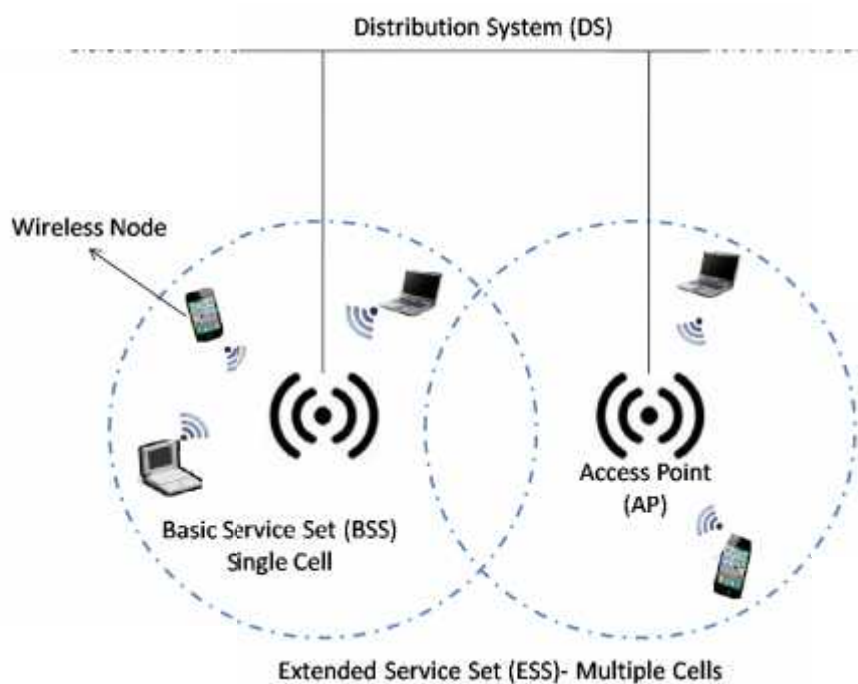 Distribution System (DS)
Wireless Node
Access Point
(AP)
Basic Service Set (BSS)
Single Cell
Extended Service Set (ESS)- Multiple Cells